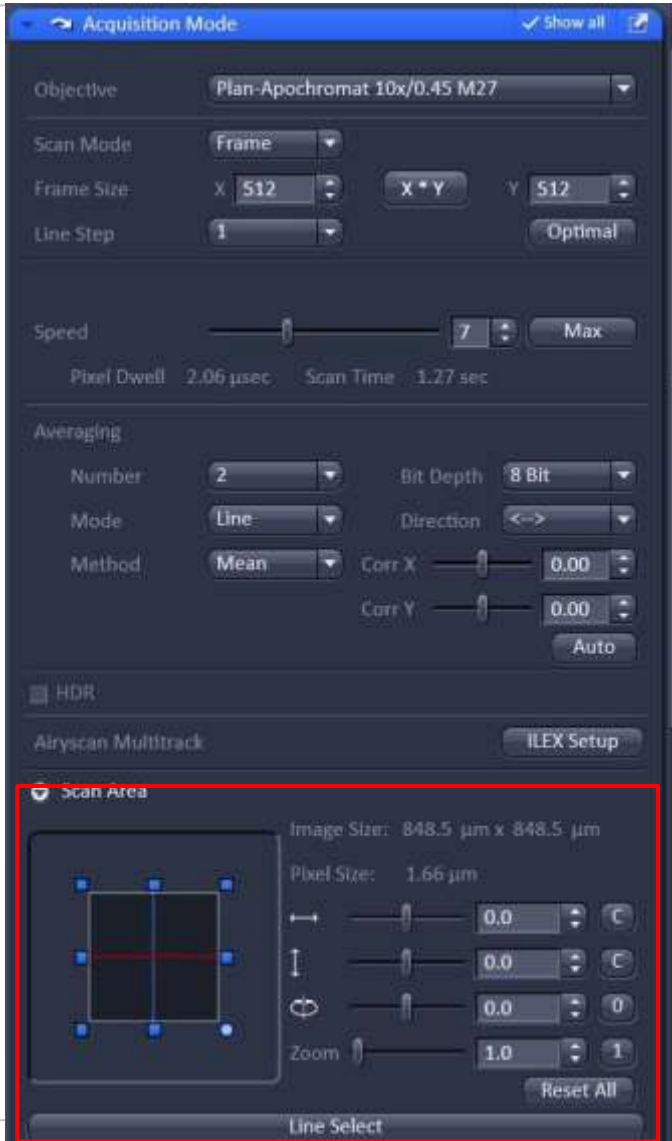 Acquisition Mode Show all
Objective Plan-Apochromat 10x/0.45 M27
Scan Mode Frame
Frame Size X 512 X * Y Y 512
Line Step 1 Optimal
Speed 7 Max
Pixel Dwell 2.06 µsec Scan Time 1.27 sec
Averaging
Number 2 Bit Depth 8 Bit
Mode Line Direction <-->
Method Mean Corr X 0.00
Corr Y 0.00
Auto
HDR
Airyscan Multitrack ILEX Setup
Scan Area
Image Size: 848.5 µm x 848.5 µm
Pixel Size: 1.66 µm
0.0 C
0.0 C
0.0 0
Zoom 1.0 1
Reset All
Line Select